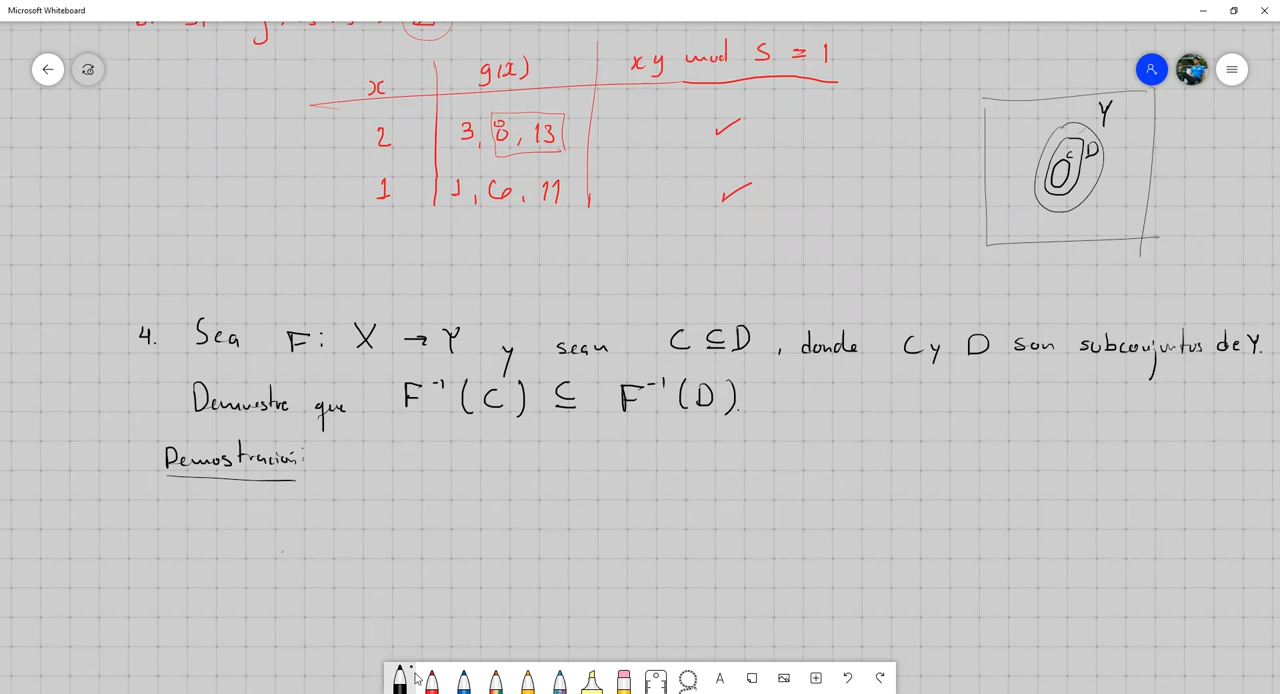 Microsoft Whiteboard
x g(x) xy mod 5 = 1
2 3, 8, 13 ✓
1 1, 6, 11 ✓
Y
C D
4. Sea F: X → Y y sean C ⊆ D, donde C y D son subconjuntos de Y.
Demuestre que F⁻¹(C) ⊆ F⁻¹(D).
Demostración:
A